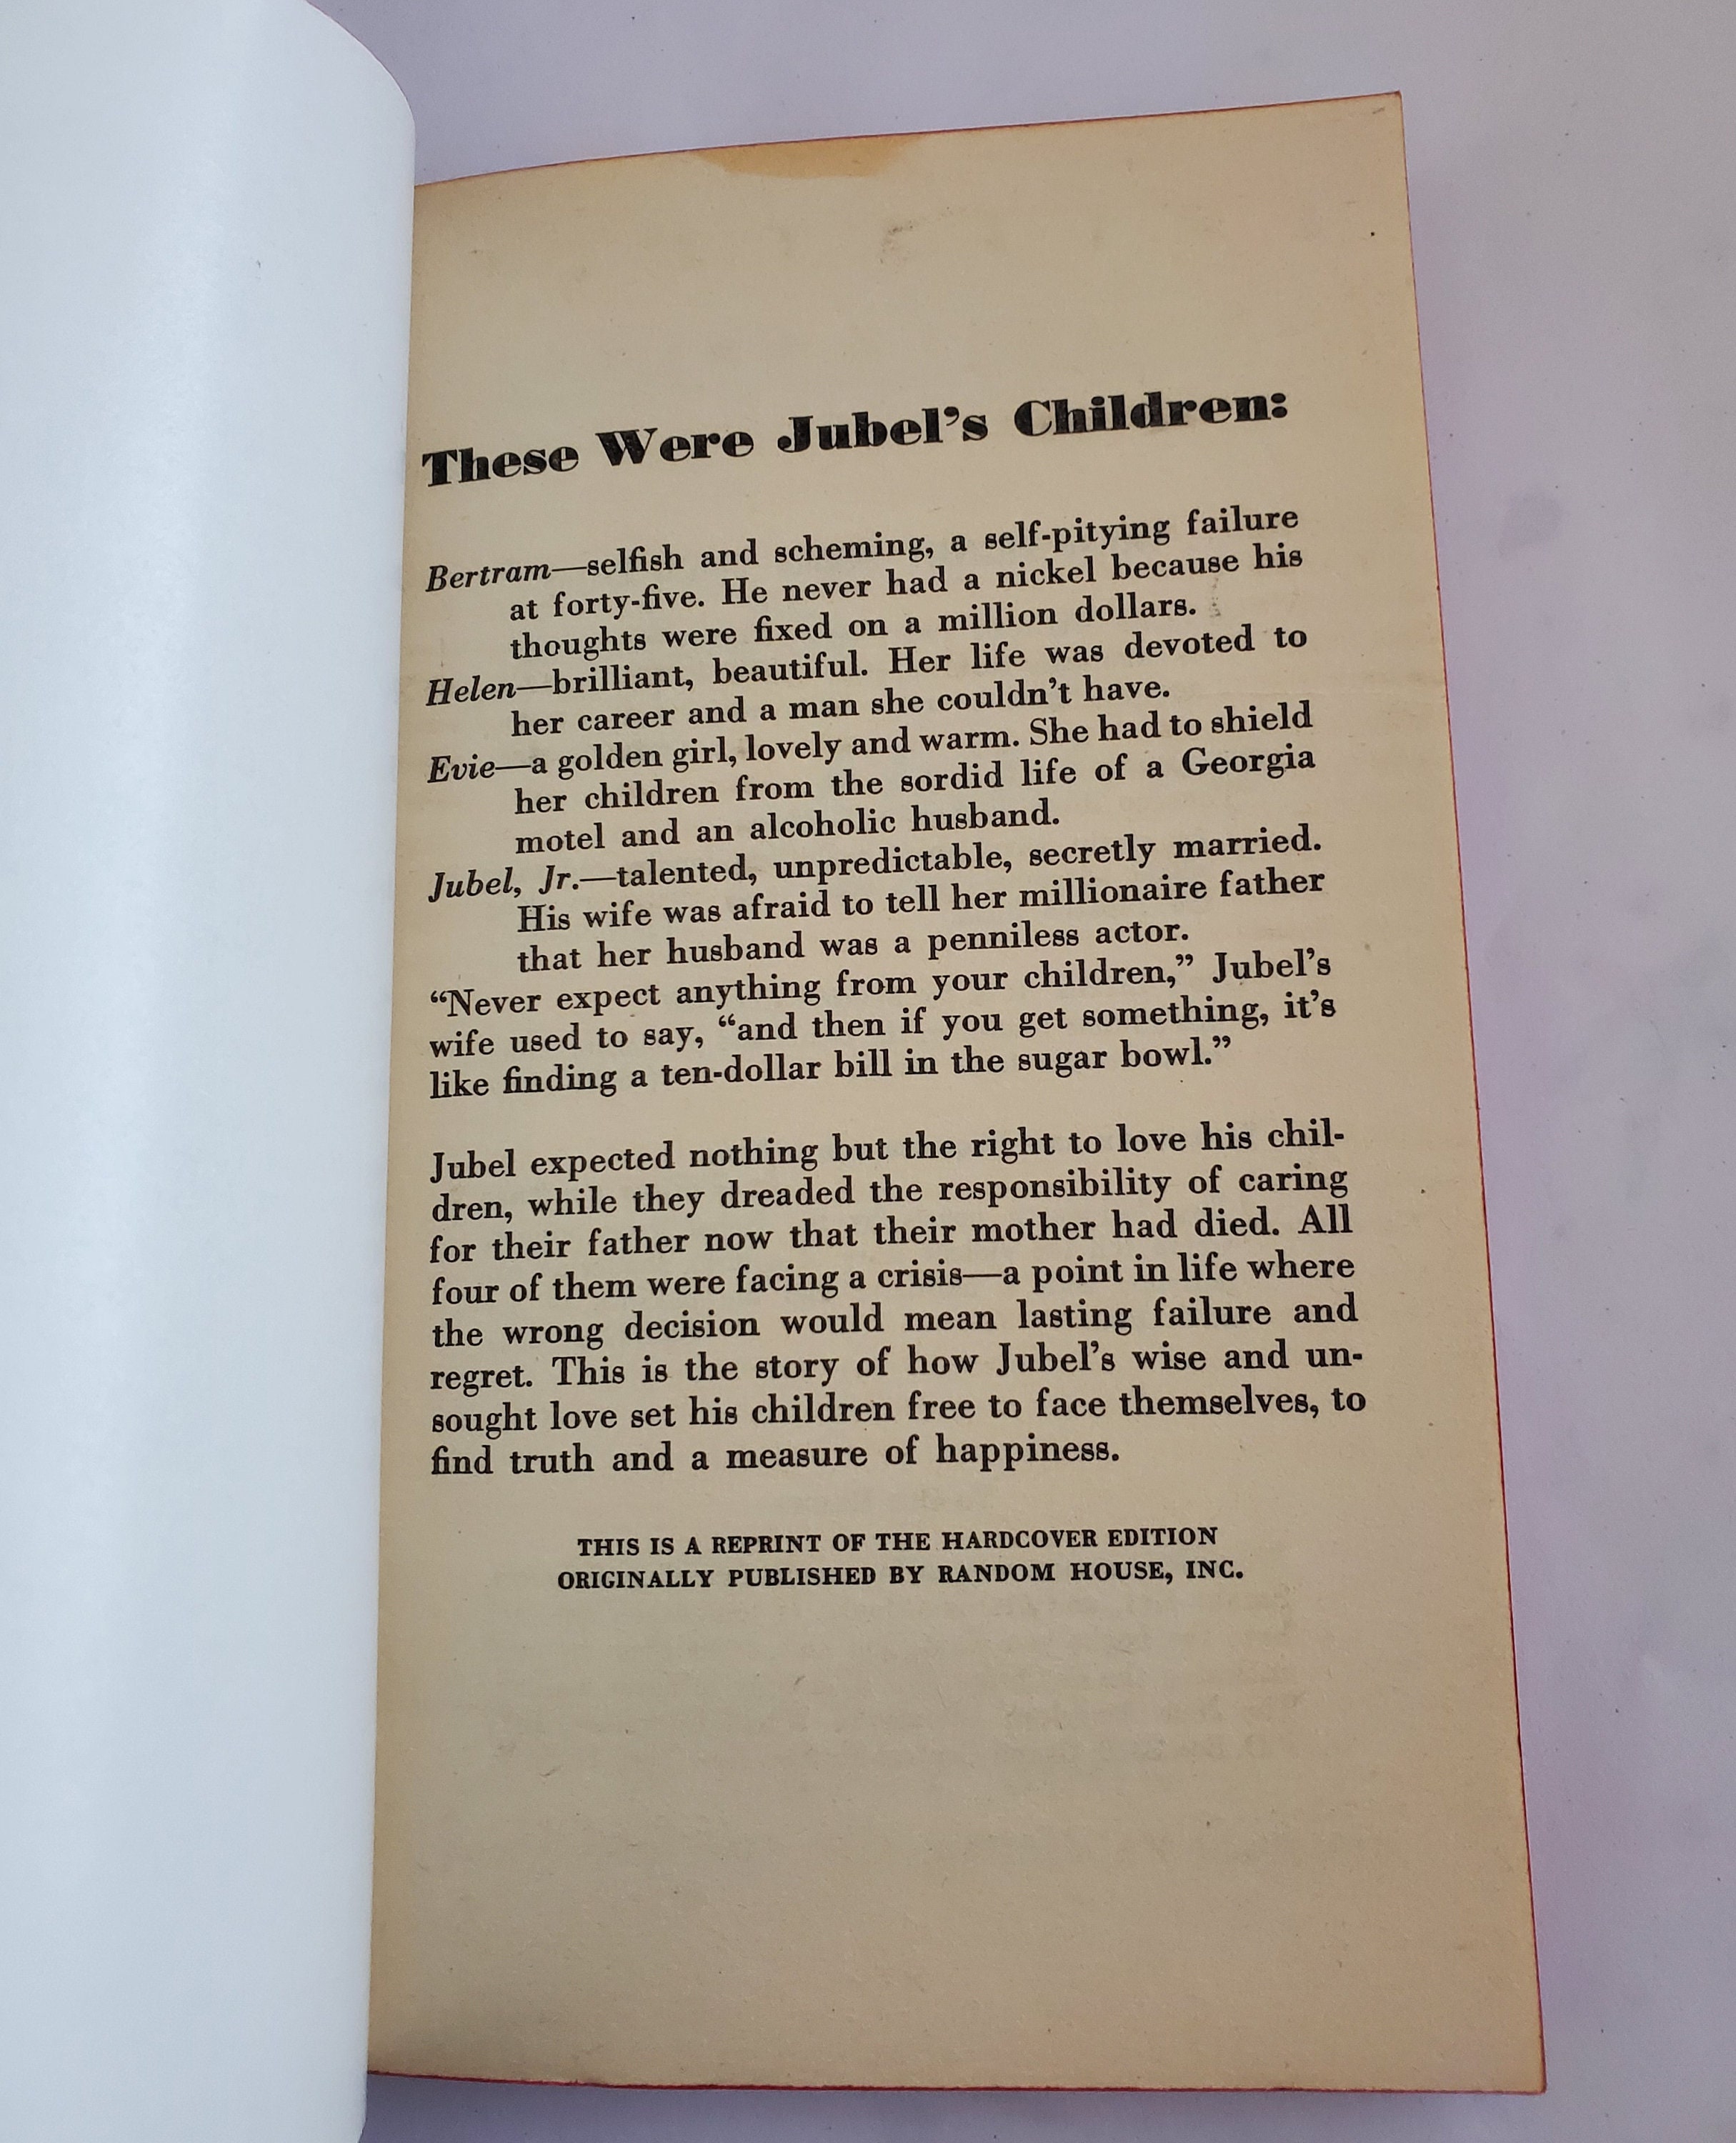 These Were Jubel's Children:
Bertram—selfish and scheming, a self-pitying failure
at forty-five. He never had a nickel because his
thoughts were fixed on a million dollars.
Helen—brilliant, beautiful. Her life was devoted to
her career and a man she couldn't have.
Evie—a golden girl, lovely and warm. She had to shield
her children from the sordid life of a Georgia
motel and an alcoholic husband.
Jubel, Jr.—talented, unpredictable, secretly married.
His wife was afraid to tell her millionaire father
that her husband was a penniless actor.
“Never expect anything from your children,” Jubel's
wife used to say, “and then if you get something, it's
like finding a ten-dollar bill in the sugar bowl.”
Jubel expected nothing but the right to love his chil-
dren, while they dreaded the responsibility of caring
for their father now that their mother had died. All
four of them were facing a crisis—a point in life where
the wrong decision would mean lasting failure and
regret. This is the story of how Jubel's wise and un-
sought love set his children free to face themselves, to
find truth and a measure of happiness.
THIS IS A REPRINT OF THE HARDCOVER EDITION
ORIGINALLY PUBLISHED BY RANDOM HOUSE, INC.